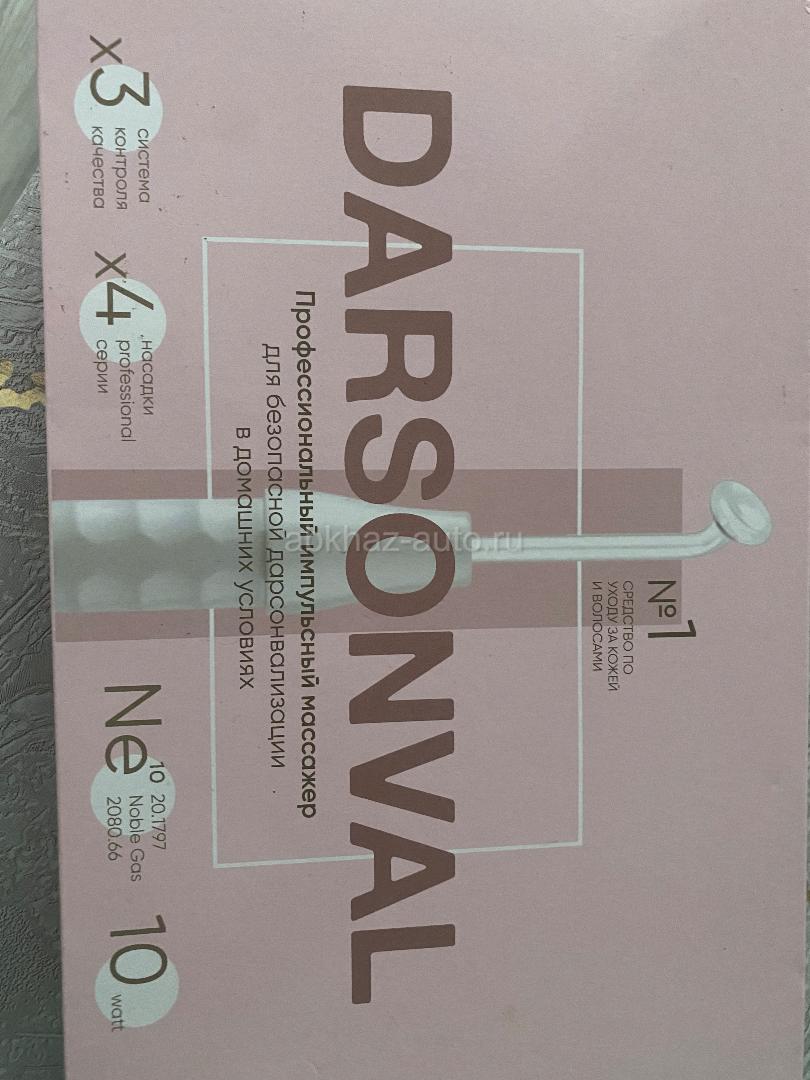 №1
СРЕДСТВО ПО
УХОДУ ЗА КОЖЕЙ
И ВОЛОСАМИ
DARSONVAL
Профессиональный импульсный массажер
для безопасной дарсонвализации
в домашних условиях
x3
система
контроля
качества
x4
насадки
professional
серии
Ne
10 20.1797
Noble Gas
2080.66
10
watt
abkhaz-auto.ru